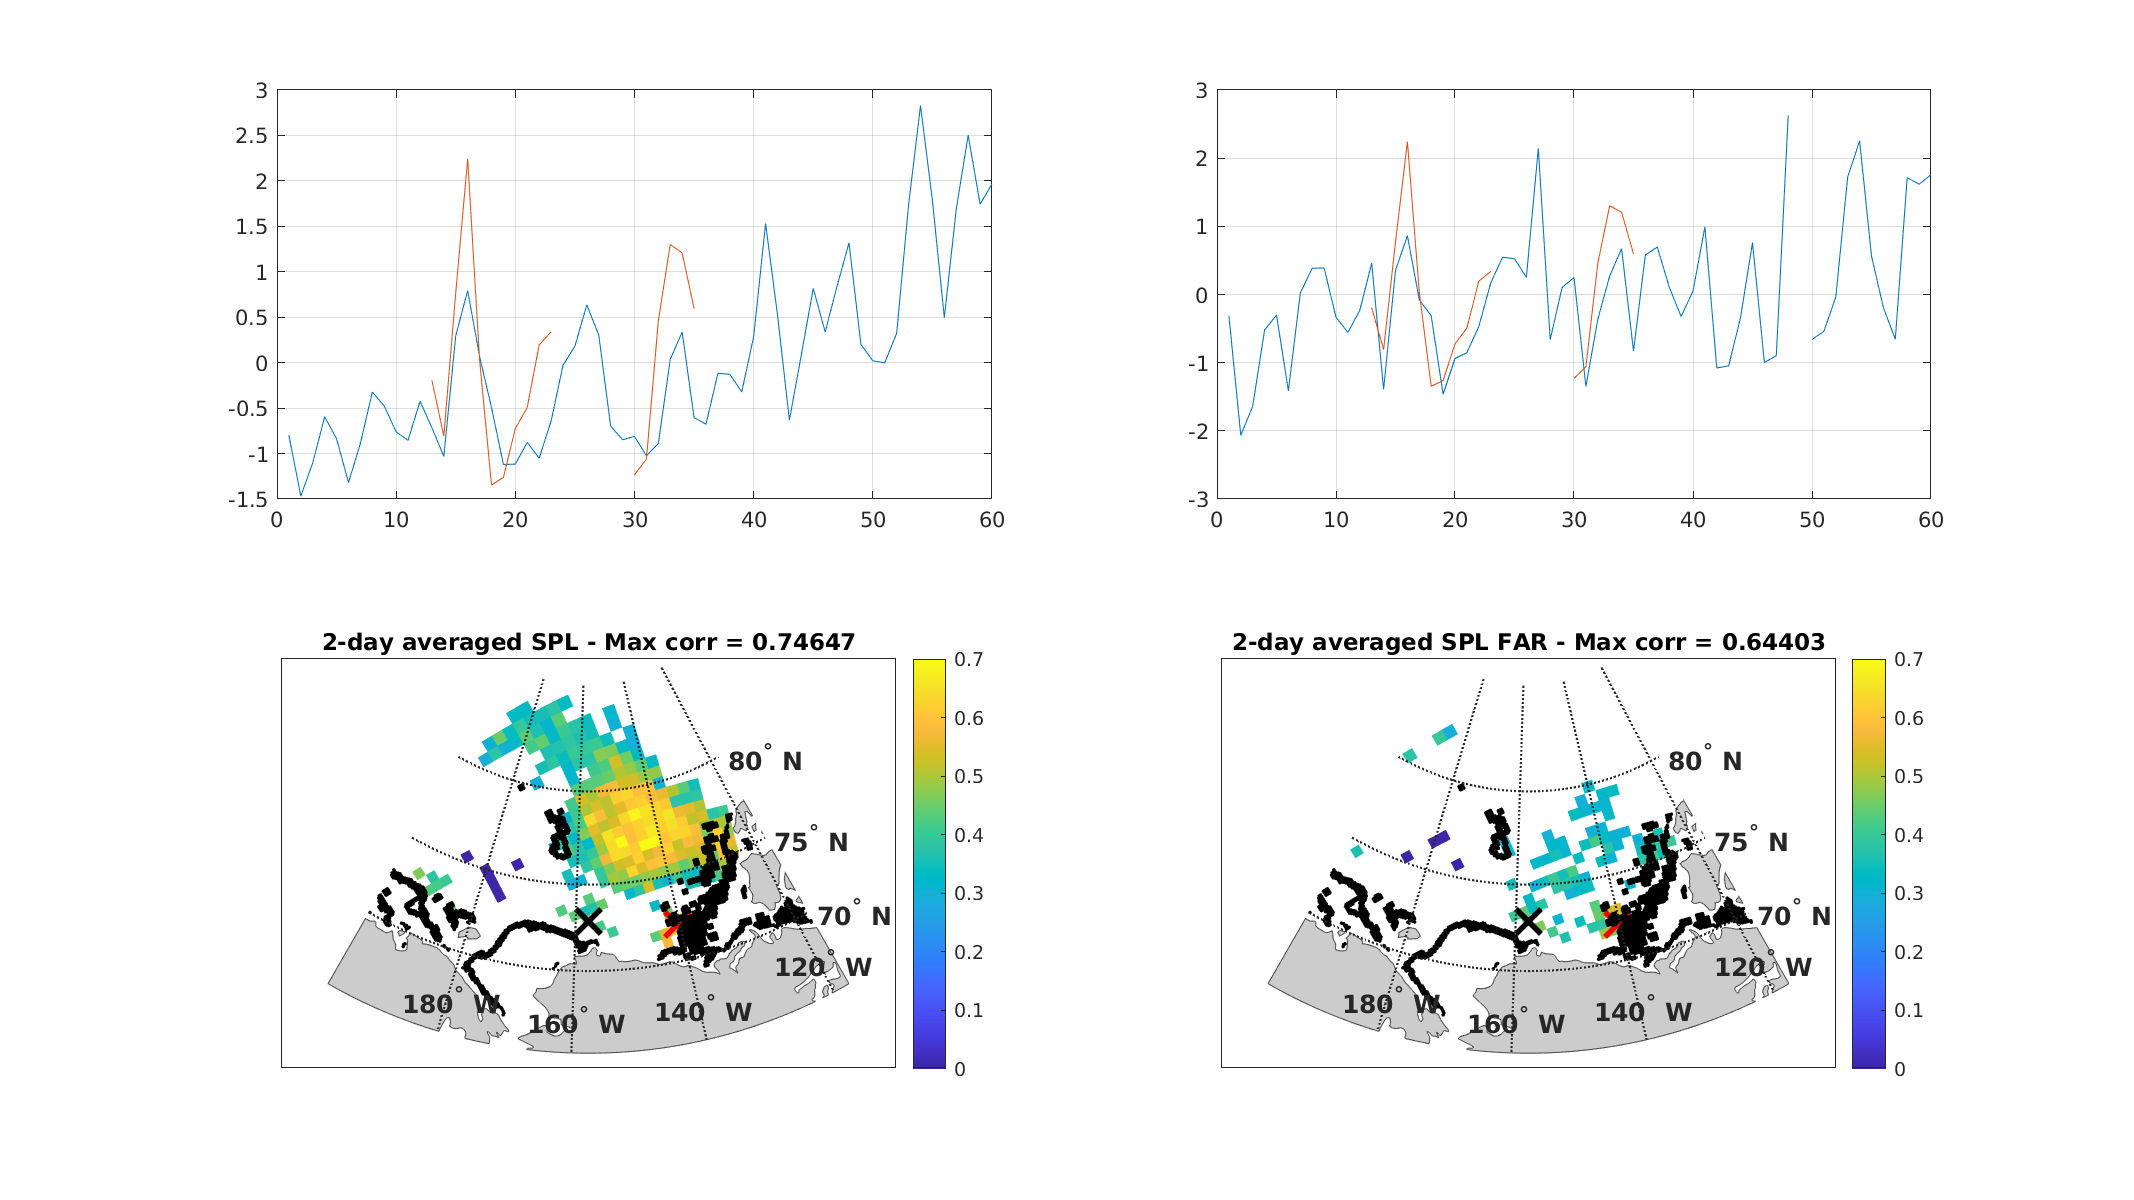 3
2.5
2
1.5
1
0.5
0
-0.5
-1
-1.5
0 10 20 30 40 50 60
3
2
1
0
-1
-2
-3
0 10 20 30 40 50 60
2-day averaged SPL - Max corr = 0.74647
80° N
75° N
70° N
120° W
180° W
160° W
140° W
0.7
0.6
0.5
0.4
0.3
0.2
0.1
0
2-day averaged SPL FAR - Max corr = 0.64403
80° N
75° N
70° N
120° W
180° W
160° W
140° W
0.7
0.6
0.5
0.4
0.3
0.2
0.1
0